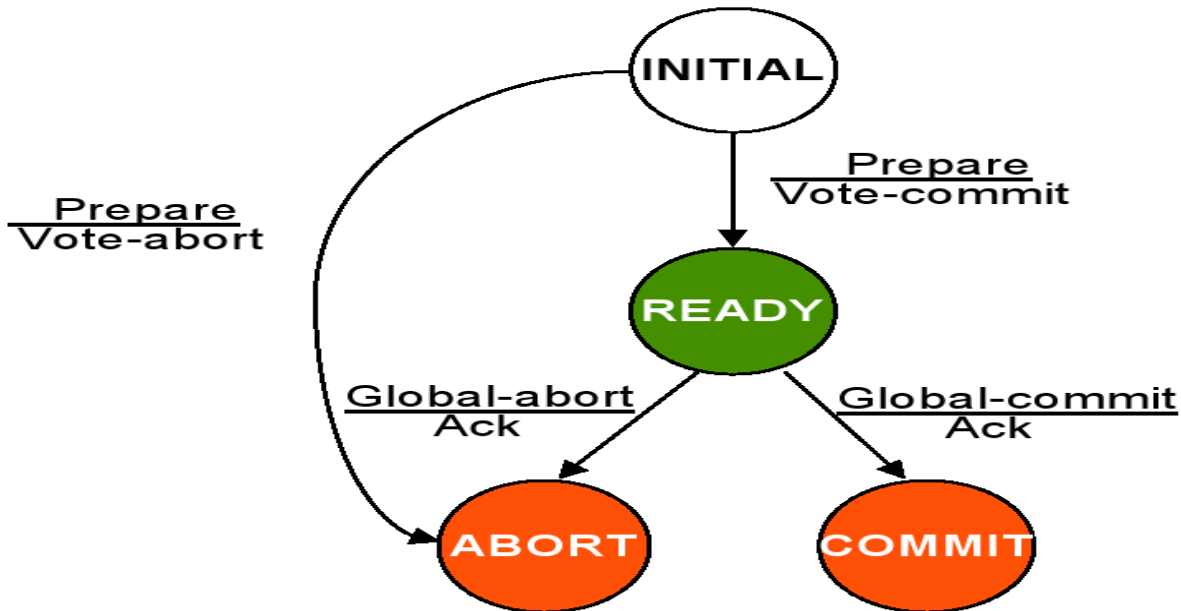 INITIAL
Prepare
Vote-commit
Prepare
Vote-abort
READY
Global-abort
Ack
Global-commit
Ack
ABORT
COMMIT